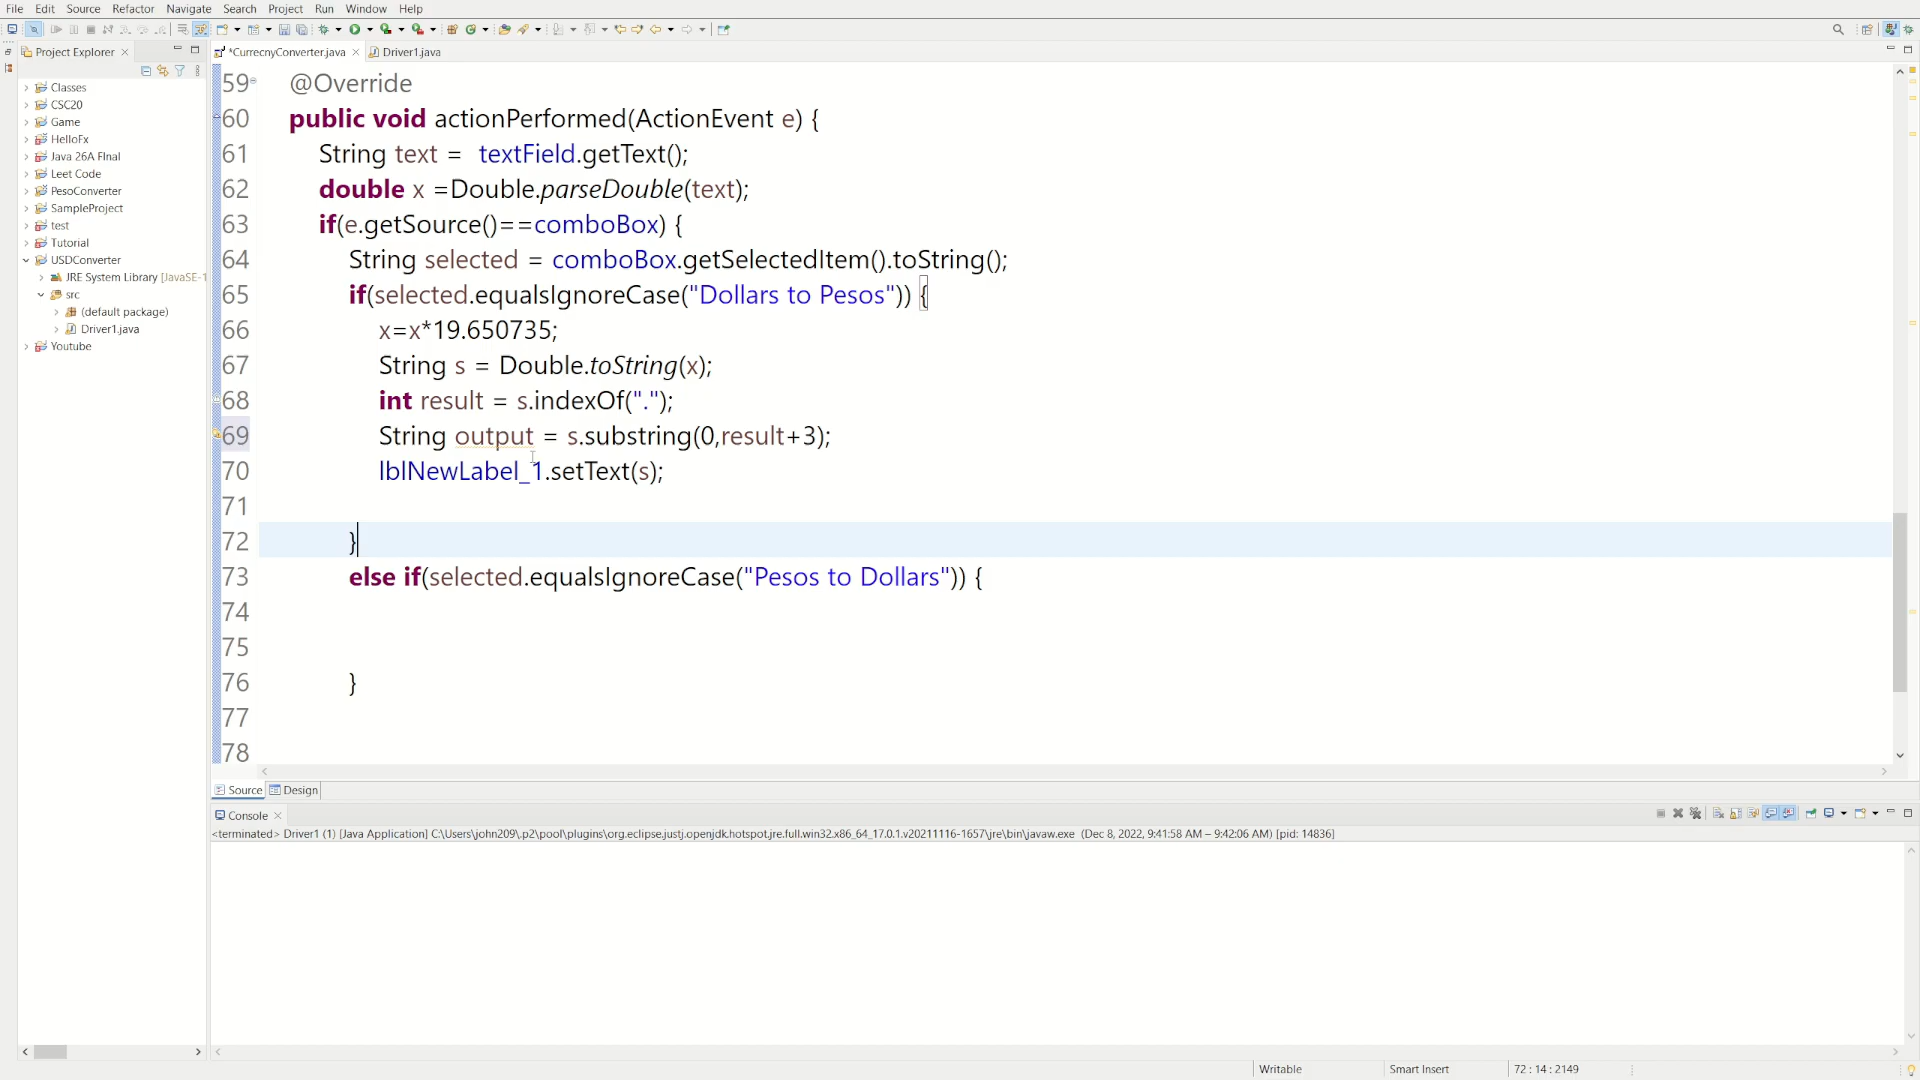 File Edit Source Refactor Navigate Search Project Run Window Help
Project Explorer
*CurrecnyConverter.java
Driver1.java
Classes
CSC20
Game
HelloFx
Java 26A FInal
Leet Code
PesoConverter
SampleProject
test
Tutorial
USDConverter
JRE System Library [JavaSE-1
src
(default package)
Driver1.java
Youtube
59 @Override
60 public void actionPerformed(ActionEvent e) {
61 String text =  textField.getText();
62 double x =Double.parseDouble(text);
63 if(e.getSource()==comboBox) {
64 String selected = comboBox.getSelectedItem().toString();
65 if(selected.equalsIgnoreCase("Dollars to Pesos")) {
66 x=x*19.650735;
67 String s = Double.toString(x);
68 int result = s.indexOf(".");
69 String output = s.substring(0,result+3);
70 lblNewLabel_1.setText(s);
71
72 }
73 else if(selected.equalsIgnoreCase("Pesos to Dollars")) {
74
75
76 }
77
78
Source Design
Console
<terminated> Driver1 (1) [Java Application] C:\Users\john209\.p2\pool\plugins\org.eclipse.justj.openjdk.hotspot.jre.full.win32.x86_64_17.0.1.v20211116-1657\jre\bin\javaw.exe (Dec 8, 2022, 9:41:58 AM – 9:42:06 AM) [pid: 14836]
Writable Smart Insert 72 : 14 : 2149